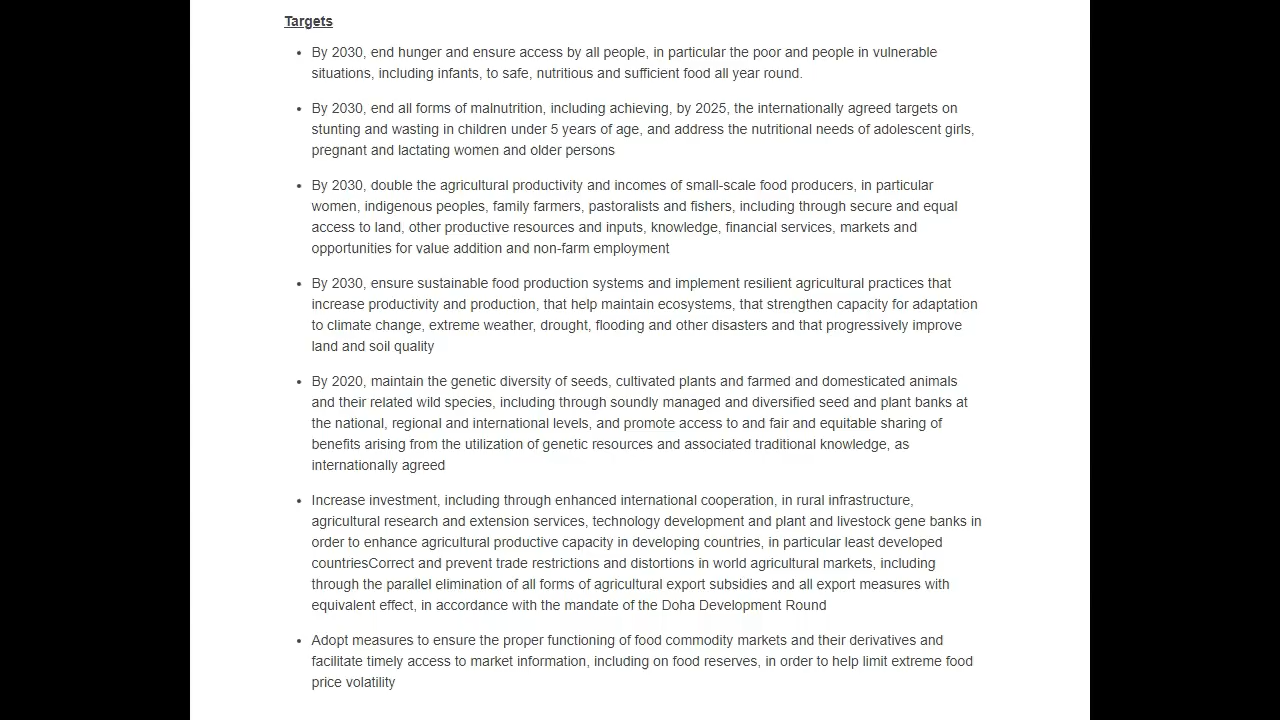 Targets
• By 2030, end hunger and ensure access by all people, in particular the poor and people in vulnerable
situations, including infants, to safe, nutritious and sufficient food all year round.
• By 2030, end all forms of malnutrition, including achieving, by 2025, the internationally agreed targets on
stunting and wasting in children under 5 years of age, and address the nutritional needs of adolescent girls,
pregnant and lactating women and older persons
• By 2030, double the agricultural productivity and incomes of small-scale food producers, in particular
women, indigenous peoples, family farmers, pastoralists and fishers, including through secure and equal
access to land, other productive resources and inputs, knowledge, financial services, markets and
opportunities for value addition and non-farm employment
• By 2030, ensure sustainable food production systems and implement resilient agricultural practices that
increase productivity and production, that help maintain ecosystems, that strengthen capacity for adaptation
to climate change, extreme weather, drought, flooding and other disasters and that progressively improve
land and soil quality
• By 2020, maintain the genetic diversity of seeds, cultivated plants and farmed and domesticated animals
and their related wild species, including through soundly managed and diversified seed and plant banks at
the national, regional and international levels, and promote access to and fair and equitable sharing of
benefits arising from the utilization of genetic resources and associated traditional knowledge, as
internationally agreed
• Increase investment, including through enhanced international cooperation, in rural infrastructure,
agricultural research and extension services, technology development and plant and livestock gene banks in
order to enhance agricultural productive capacity in developing countries, in particular least developed
countriesCorrect and prevent trade restrictions and distortions in world agricultural markets, including
through the parallel elimination of all forms of agricultural export subsidies and all export measures with
equivalent effect, in accordance with the mandate of the Doha Development Round
• Adopt measures to ensure the proper functioning of food commodity markets and their derivatives and
facilitate timely access to market information, including on food reserves, in order to help limit extreme food
price volatility